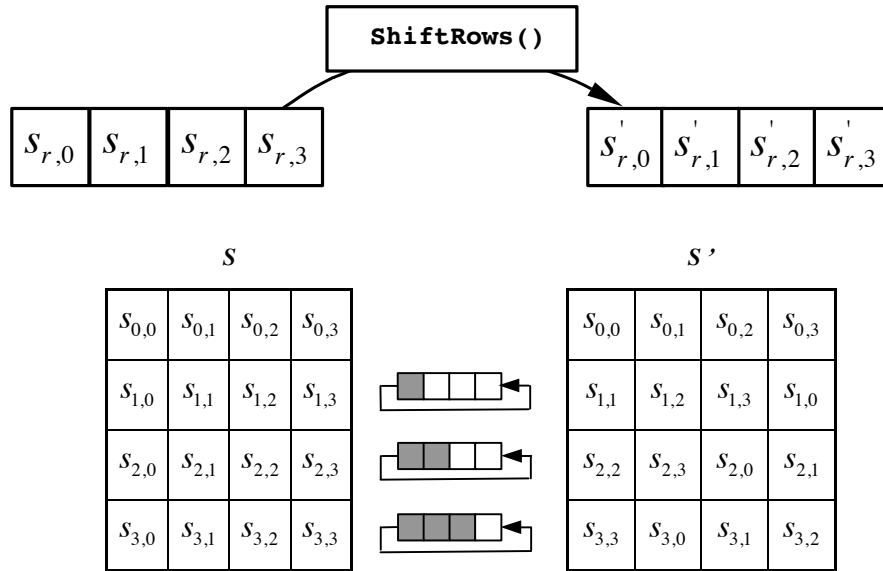 ShiftRows()
s_{r,0} s_{r,1} s_{r,2} s_{r,3} s'_{r,0} s'_{r,1} s'_{r,2} s'_{r,3}
S S'
s_{0,0} s_{0,1} s_{0,2} s_{0,3} s_{0,0} s_{0,1} s_{0,2} s_{0,3}
s_{1,0} s_{1,1} s_{1,2} s_{1,3} s_{1,1} s_{1,2} s_{1,3} s_{1,0}
s_{2,0} s_{2,1} s_{2,2} s_{2,3} s_{2,2} s_{2,3} s_{2,0} s_{2,1}
s_{3,0} s_{3,1} s_{3,2} s_{3,3} s_{3,3} s_{3,0} s_{3,1} s_{3,2}